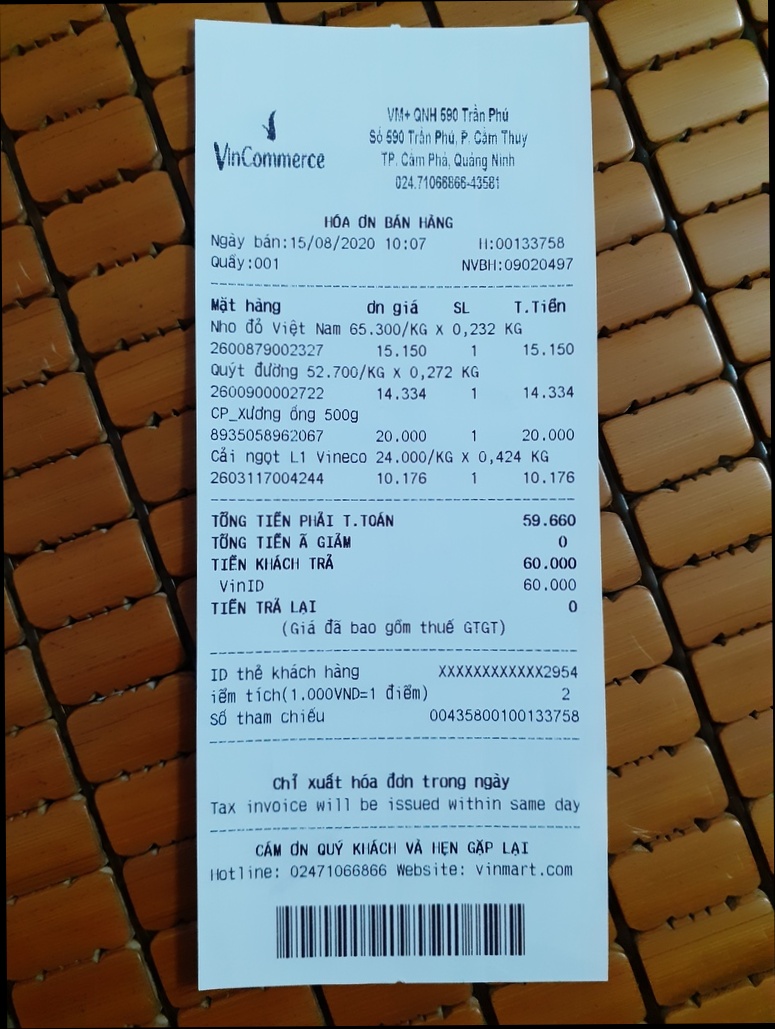 VinCommerce
VM+ QNH 590 Trần Phú
Số 590 Trần Phú, P. Cẩm Thuy
TP. Cẩm Phả, Quảng Ninh
024.71066866-43581
HÓA ƠN BÁN HÀNG
Ngày bán:15/08/2020 10:07 H:00133758
Quầy:001 NVBH:09020497
Mặt hàng ơn giá SL T.Tiền
Nho đỏ Việt Nam 65.300/KG x 0,232 KG
2600879002327 15.150 1 15.150
Quýt đường 52.700/KG x 0,272 KG
2600900002722 14.334 1 14.334
CP_Xương ống 500g
8935058962067 20.000 1 20.000
Cải ngọt L1 Vineco 24.000/KG x 0,424 KG
2603117004244 10.176 1 10.176
TỔNG TIỀN PHẢI T.TOÁN 59.660
TỔNG TIỀN Ã GIẢM 0
TIỀN KHÁCH TRẢ 60.000
VinID 60.000
TIỀN TRẢ LẠI 0
(Giá đã bao gồm thuế GTGT)
ID thẻ khách hàng XXXXXXXXXXXX2954
iểm tích(1.000VND=1 điểm) 2
Số tham chiếu 00435800100133758
Chỉ xuất hóa đơn trong ngày
Tax invoice will be issued within same day
CẢM ƠN QUÝ KHÁCH VÀ HẸN GẶP LẠI
Hotline: 02471066866 Website: vinmart.com